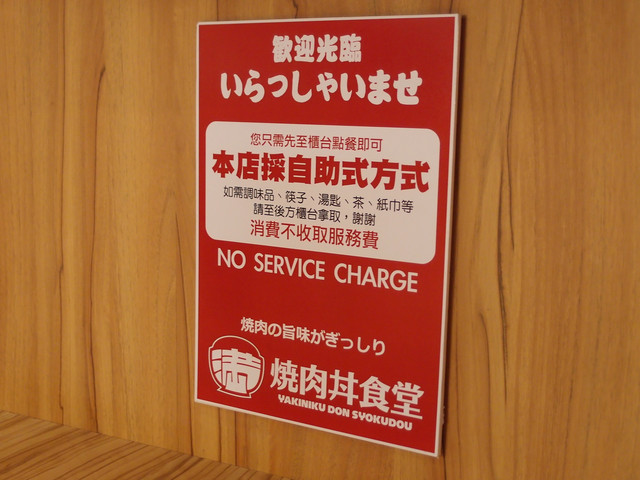 歡迎光臨
いらっしゃいませ
您只需先至櫃台點餐即可
本店採自助式方式
如需調味品、筷子、湯匙、茶、紙巾等
請至後方櫃台拿取，謝謝
消費不收取服務費
NO SERVICE CHARGE
焼肉の旨味がぎっしり
満 焼肉丼食堂
YAKINIKU DON SYOKUDOU